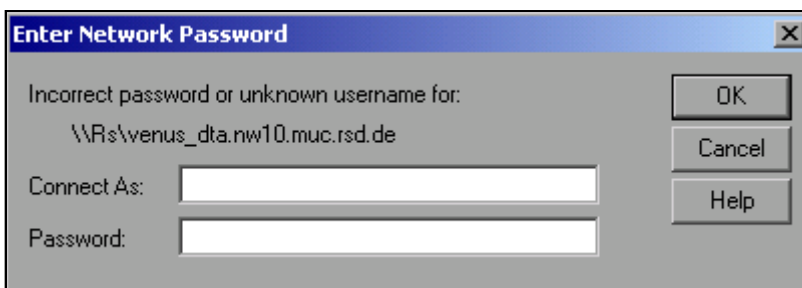 Enter Network Password
Incorrect password or unknown username for:
\\Rs\venus_dta.nw10.muc.rsd.de
Connect As:
Password:
OK
Cancel
Help